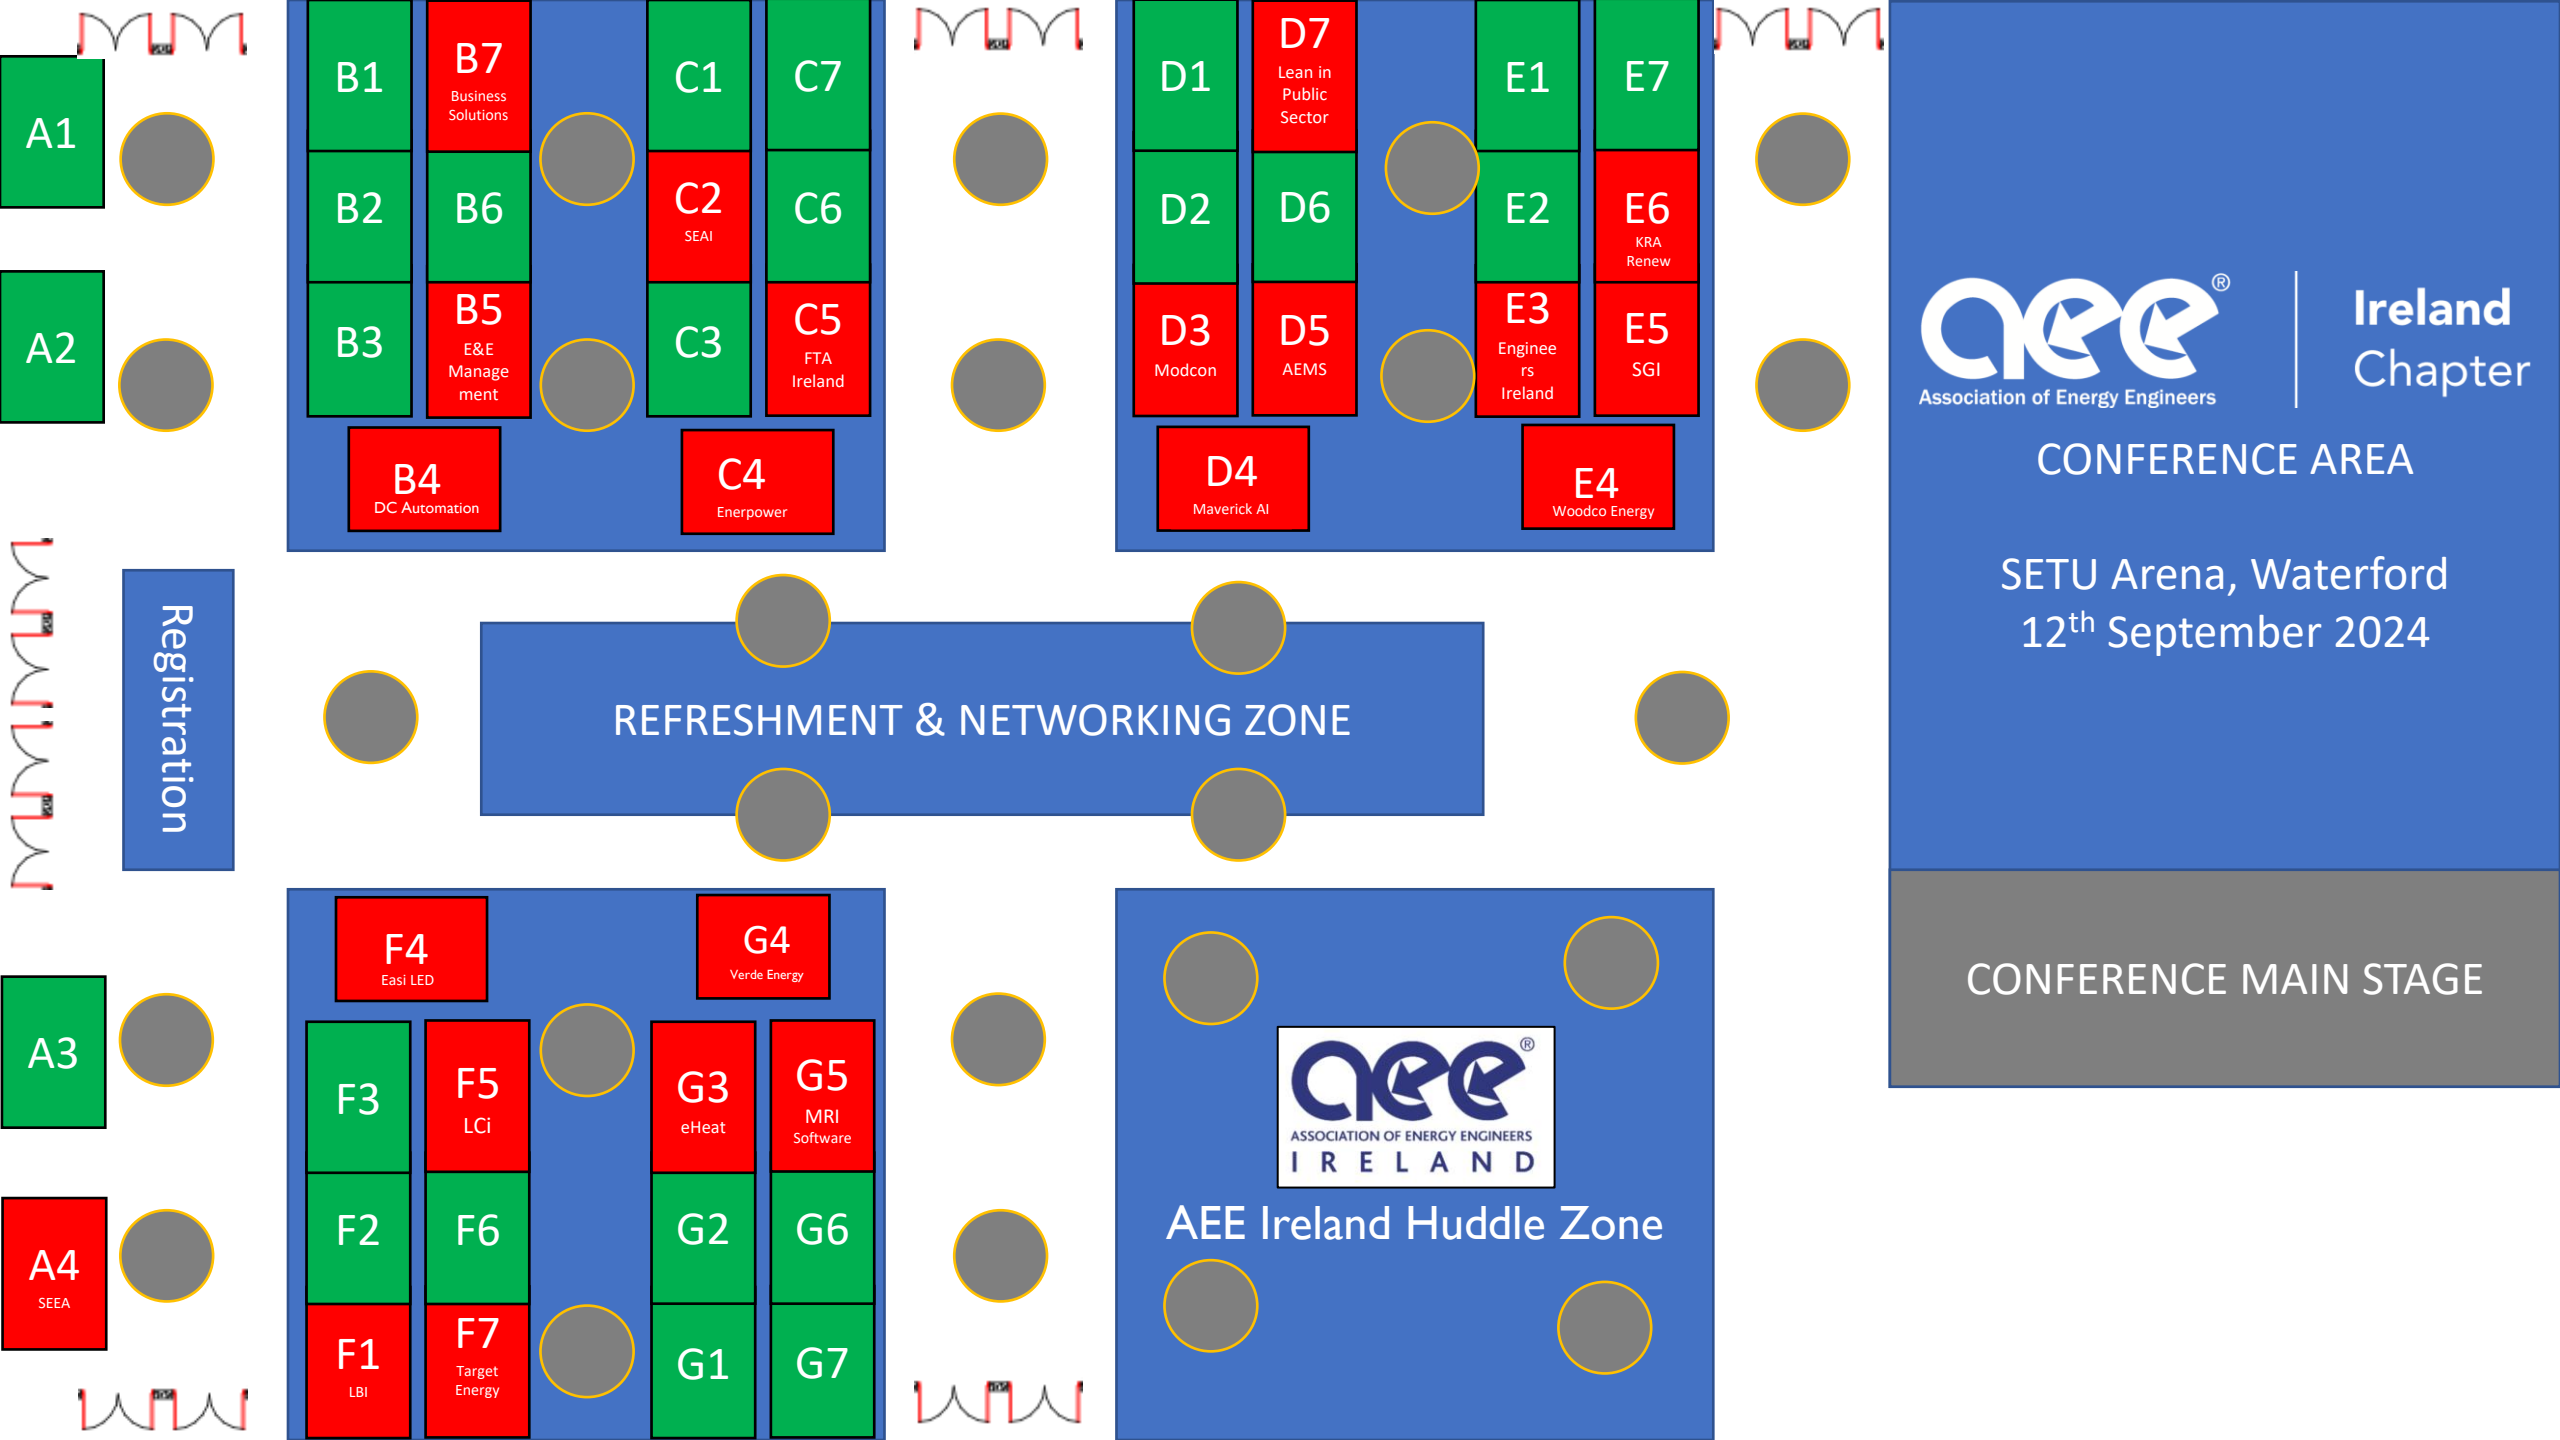 A1
A2
A3
A4
SEEA
B1
B7
Business
Solutions
B2
B6
B3
B5
E&E
Manage
ment
B4
DC Automation
C1
C7
C2
SEAI
C6
C3
C5
FTA
Ireland
C4
Enerpower
D1
D7
Lean in
Public
Sector
D2
D6
D3
Modcon
D5
AEMS
D4
Maverick AI
E1
E7
E2
E6
KRA
Renew
E3
Enginee
rs
Ireland
E5
SGI
E4
Woodco Energy
Registration
REFRESHMENT & NETWORKING ZONE
F4
Easi LED
F3
F5
LCi
F2
F6
F1
LBI
F7
Target
Energy
G4
Verde Energy
G3
eHeat
G5
MRI
Software
G2
G6
G1
G7
aee®
ASSOCIATION OF ENERGY ENGINEERS
IRELAND
AEE Ireland Huddle Zone
aee®
Association of Energy Engineers
Ireland
Chapter
CONFERENCE AREA
SETU Arena, Waterford
12th September 2024
CONFERENCE MAIN STAGE